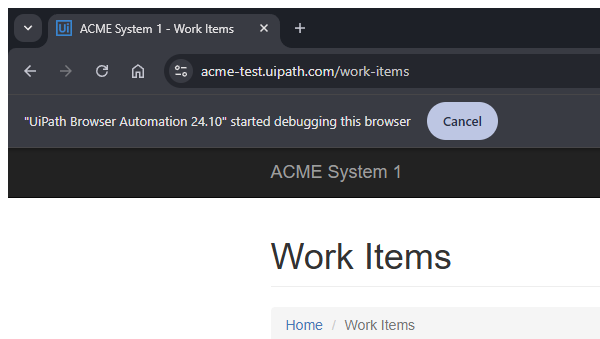 Ui ACME System 1 - Work Items
acme-test.uipath.com/work-items
"UiPath Browser Automation 24.10" started debugging this browser Cancel
ACME System 1
Work Items
Home / Work Items